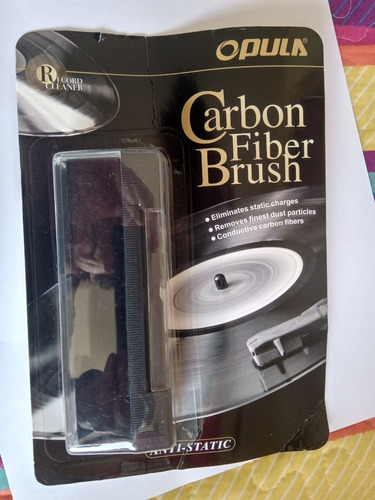 OPULA
RECORD
CLEANER
Carbon
Fiber
Brush
• Eliminates static charges
• Removes finest dust particles
• Conductive carbon fibers
ANTI-STATIC